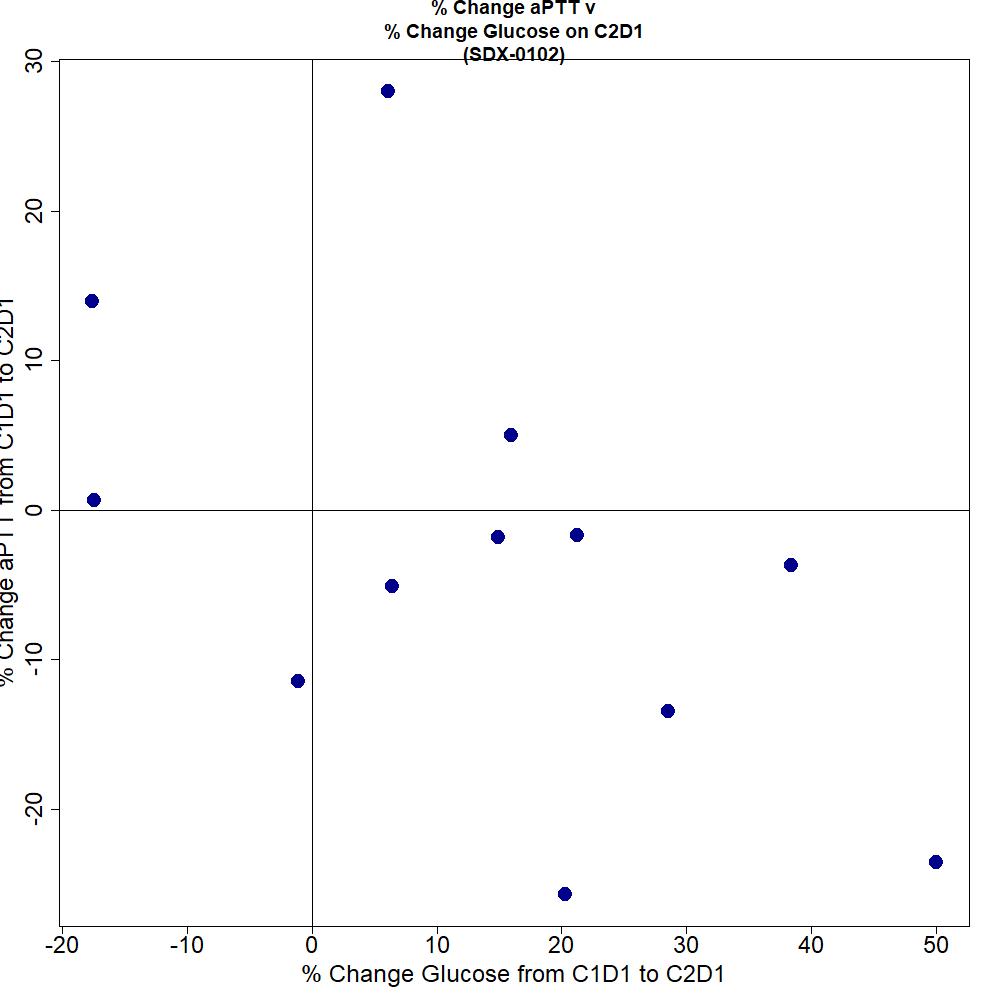 % Change aPTT v
% Change Glucose on C2D1
(SDX-0102)
% Change aPTT from C1D1 to C2D1
30
20
10
0
-10
-20
-20 -10 0 10 20 30 40 50
% Change Glucose from C1D1 to C2D1